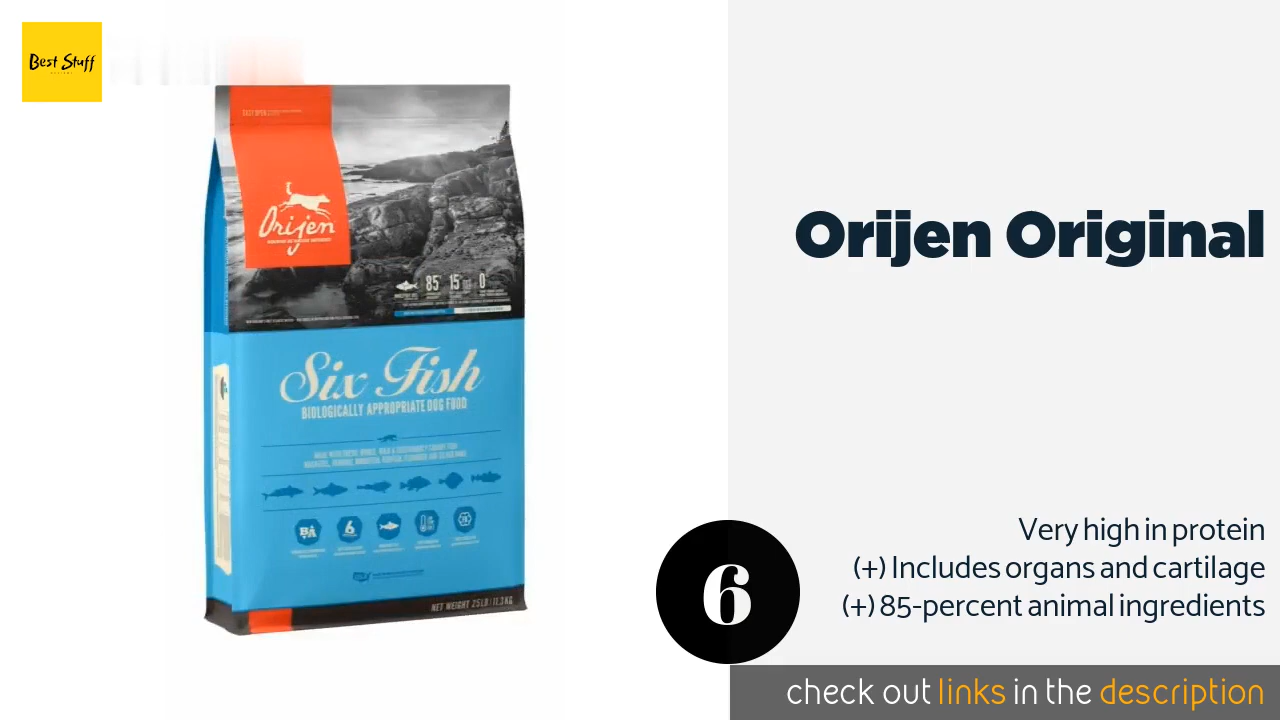 Best Stuff
Orijen
85
15
0
Six Fish
BIOLOGICALLY APPROPRIATE DOG FOOD
6
NET WEIGHT 25LB | 11.3KG
Orijen Original
Very high in protein
(+) Includes organs and cartilage
(+) 85-percent animal ingredients
6
check out links in the description